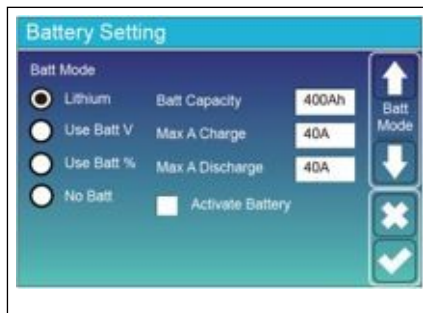 Battery Setting
Batt Mode
Lithium
Batt Capacity
400Ah
Use Batt V
Max A Charge
40A
Use Batt %
Max A Discharge
40A
No Batt
Activate Battery
Batt
Mode